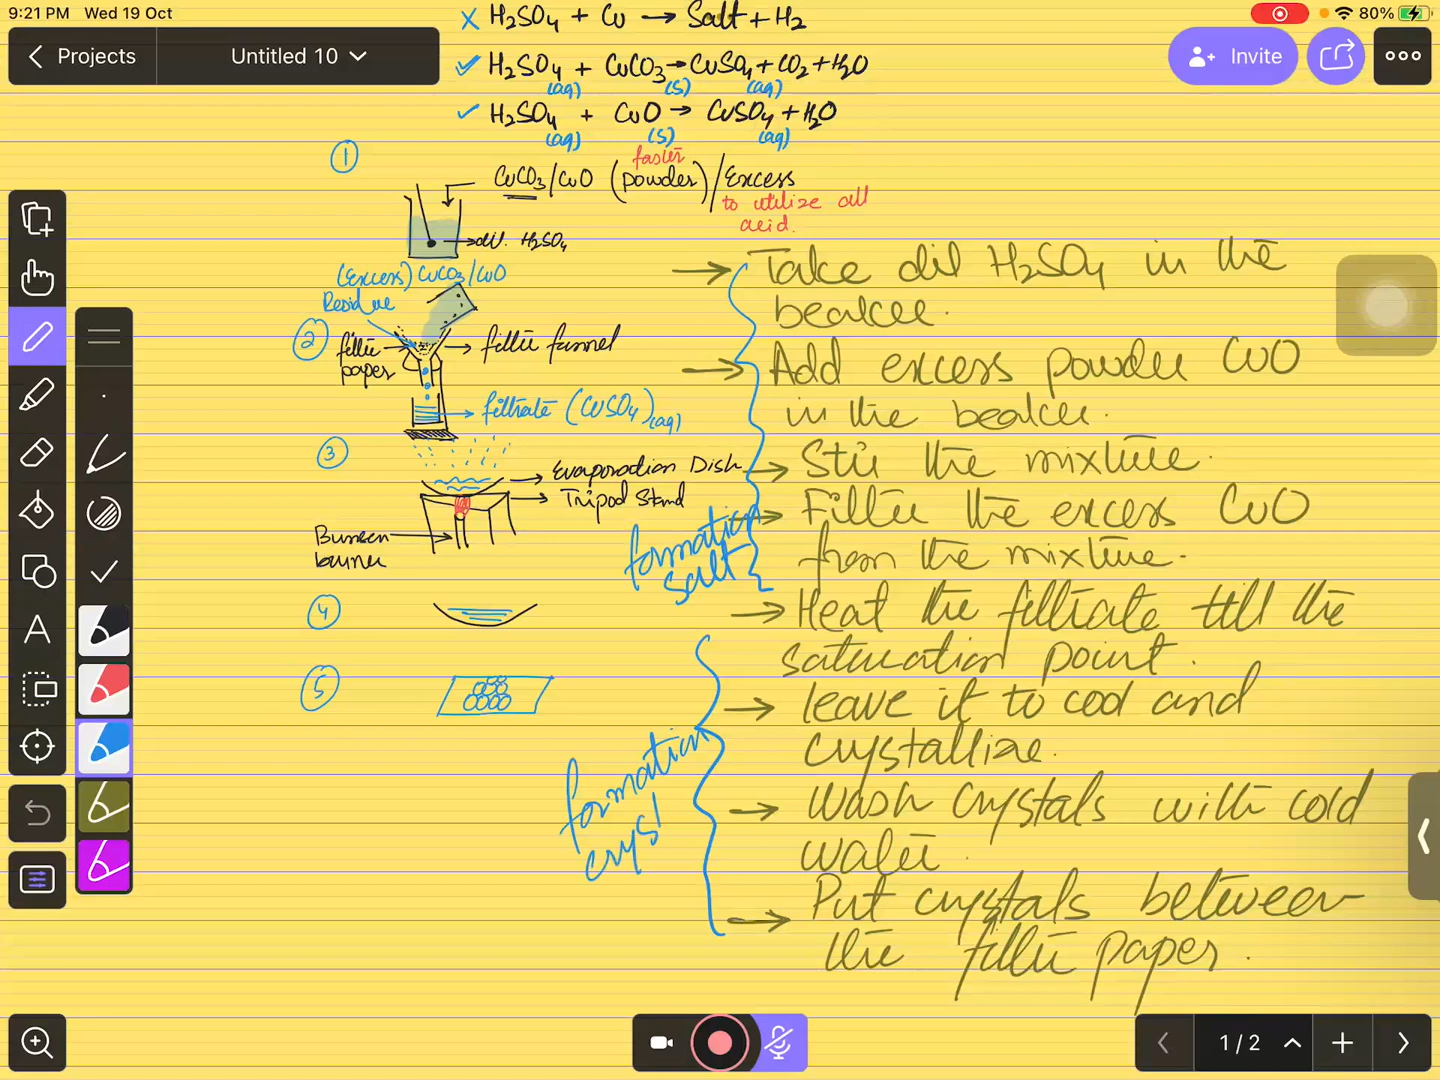 9:21 PM Wed 19 Oct
80%
Projects
Untitled 10
Invite
X H₂SO₄ + Cu → Salt + H₂
✓ H₂SO₄ + CuCO₃ → CuSO₄ + CO₂ + H₂O
(aq) (s) (aq)
✓ H₂SO₄ + CuO → CuSO₄ + H₂O
(aq) (s) (aq)
1
faster
CuCO₃/CuO (powder)/Excess
to utilize all
acid.
dil. H₂SO₄
(Excess) CuCO₃/CuO
Residue
2
filter
paper
filter funnel
filtrate (CuSO₄)(aq)
3
Evaporation Dish
Tripod Stand
Bunsen
burner
4
5
→ Take dil H₂SO₄ in the
beaker.
→ Add excess powder CuO
in the beaker.
→ Stir the mixture.
→ Filter the excess CuO
from the mixture.
formation
salt
→ Heat the filtrate till the
saturation point.
→ leave it to cool and
crystallize.
→ Wash crystals with cold
water.
→ Put crystals between
the filter paper.
formation
crys
A
1 / 2